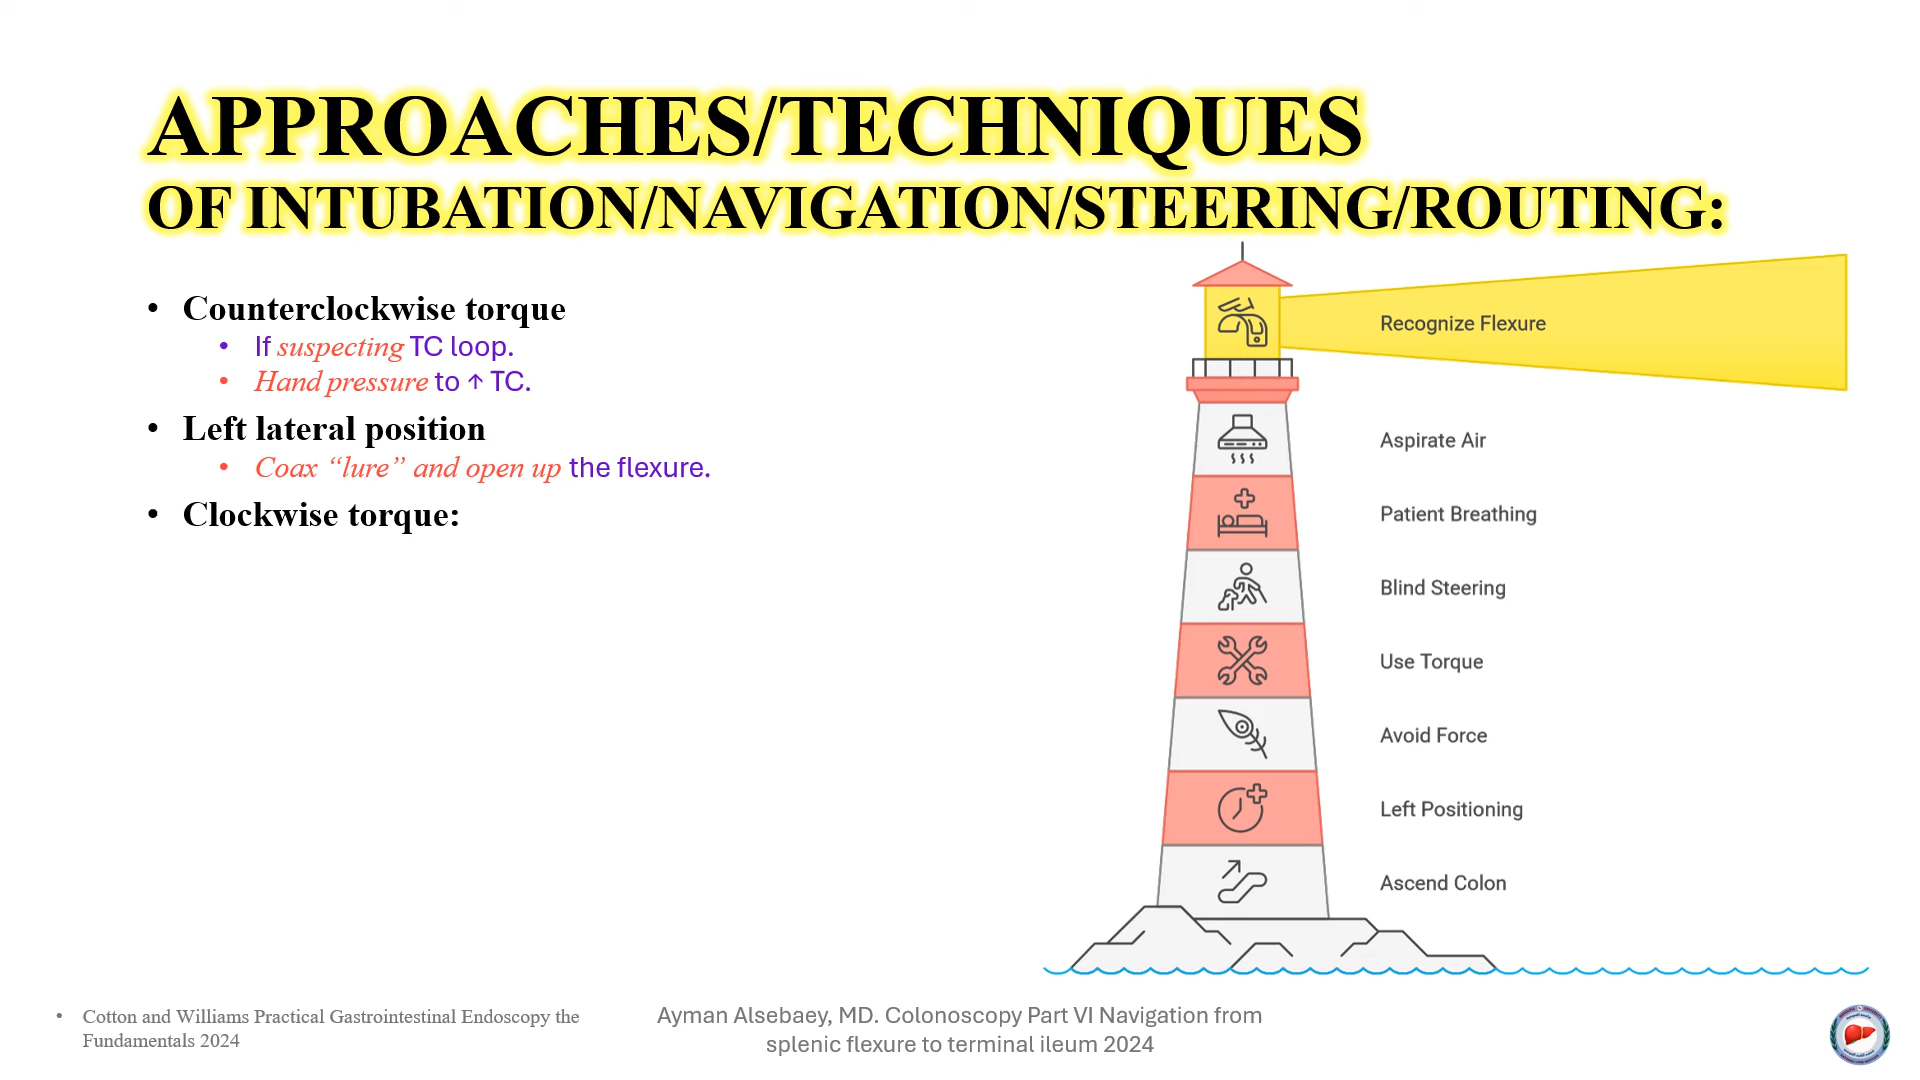 APPROACHES/TECHNIQUES
OF INTUBATION/NAVIGATION/STEERING/ROUTING:
• Counterclockwise torque
• If suspecting TC loop.
• Hand pressure to ↑ TC.
• Left lateral position
• Coax “lure” and open up the flexure.
• Clockwise torque:
Recognize Flexure
Aspirate Air
Patient Breathing
Blind Steering
Use Torque
Avoid Force
Left Positioning
Ascend Colon
• Cotton and Williams Practical Gastrointestinal Endoscopy the
Fundamentals 2024
Ayman Alsebaey, MD. Colonoscopy Part VI Navigation from
splenic flexure to terminal ileum 2024